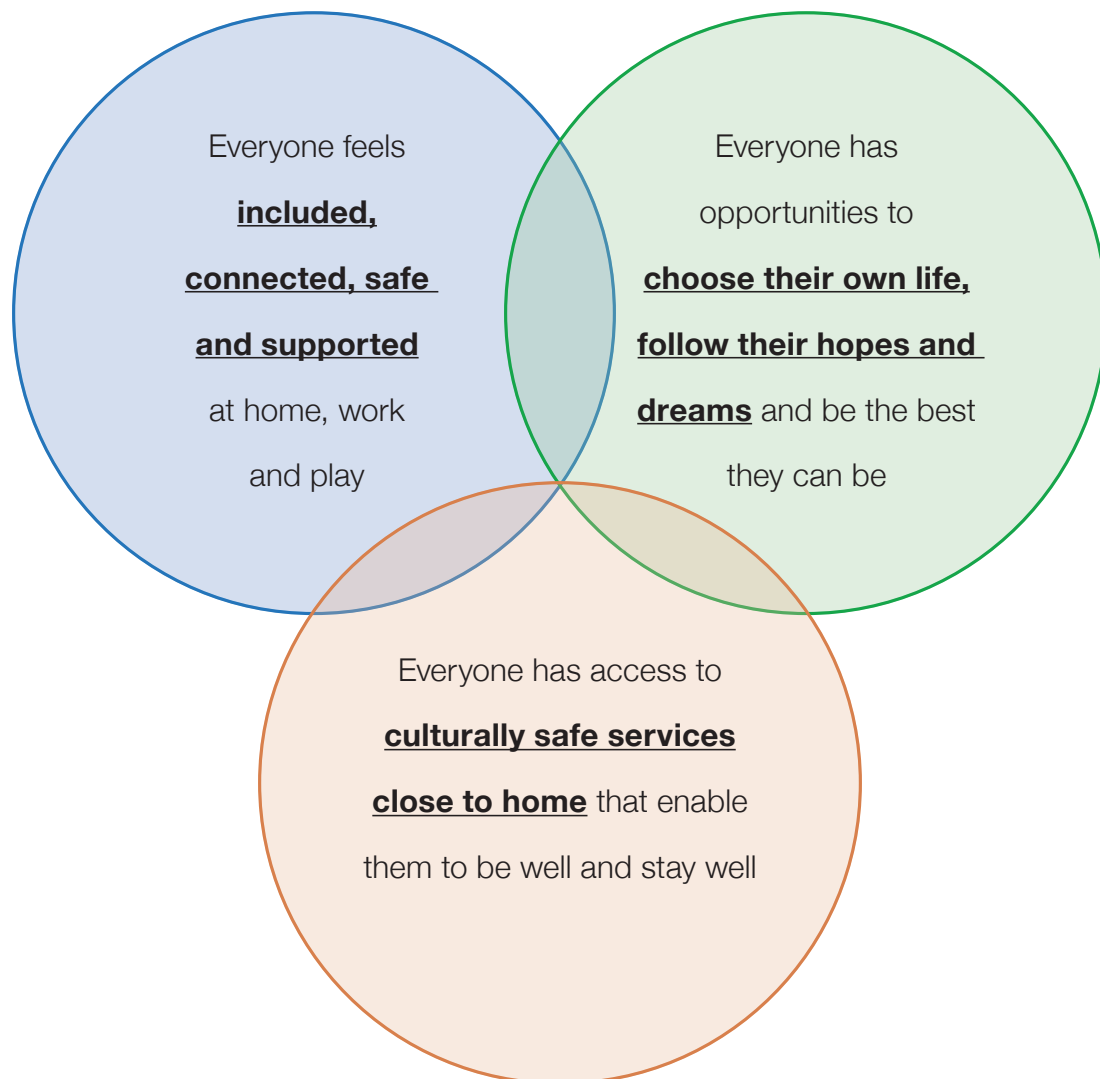 Everyone feels
included,
connected, safe
and supported
at home, work
and play
Everyone has
opportunities to
choose their own life,
follow their hopes and
dreams and be the best
they can be
Everyone has access to
culturally safe services
close to home that enable
them to be well and stay well